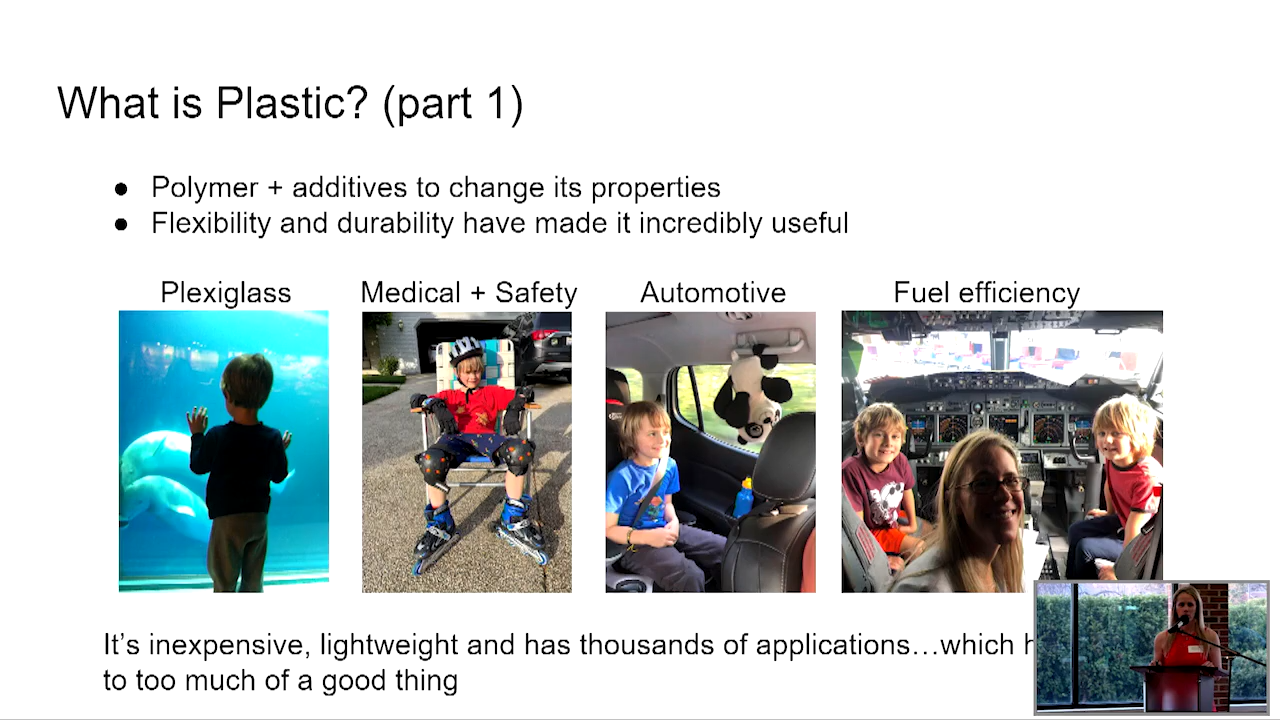 What is Plastic? (part 1)
● Polymer + additives to change its properties
● Flexibility and durability have made it incredibly useful
Plexiglass
Medical + Safety
Automotive
Fuel efficiency
It’s inexpensive, lightweight and has thousands of applications…which
to too much of a good thing